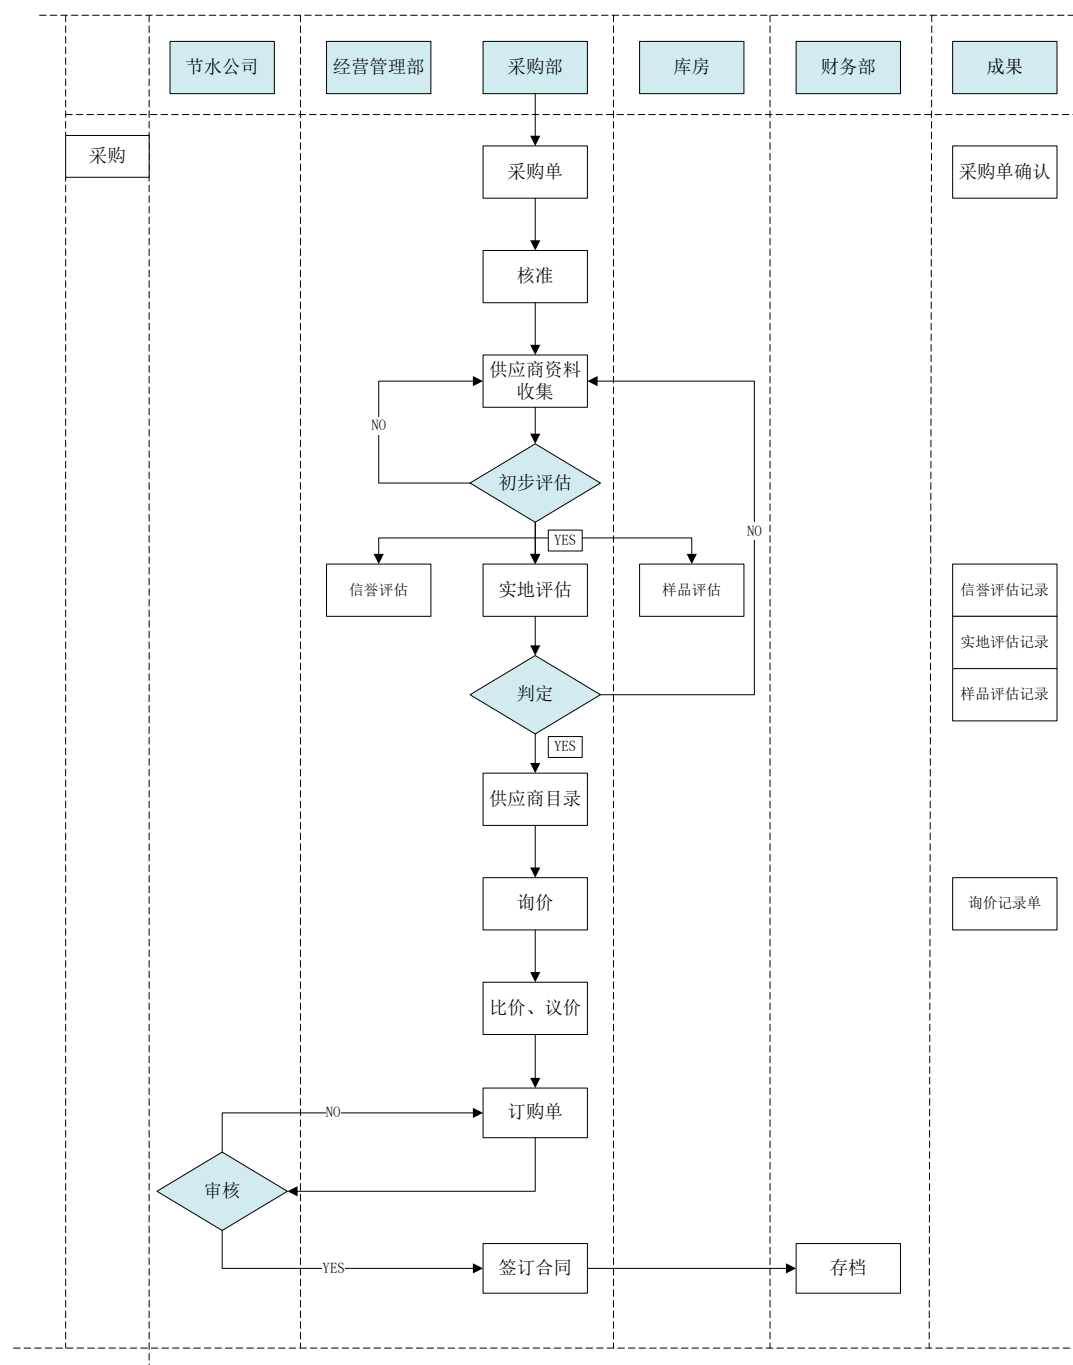 节水公司
经营管理部
采购部
库房
财务部
成果
采购
采购单
采购单确认
核准
供应商资料
收集
NO
初步评估
NO
YES
信誉评估
实地评估
样品评估
信誉评估记录
实地评估记录
判定
样品评估记录
YES
供应商目录
询价
询价记录单
比价、议价
订购单
NO
审核
YES
签订合同
存档